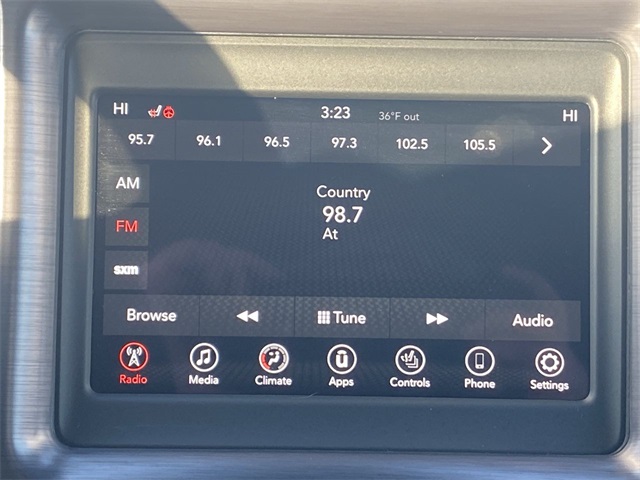 HI 3:23 36°F out HI
95.7 96.1 96.5 97.3 102.5 105.5
AM
Country
98.7
FM
At
sxm
Browse Tune Audio
Radio Media Climate Apps Controls Phone Settings